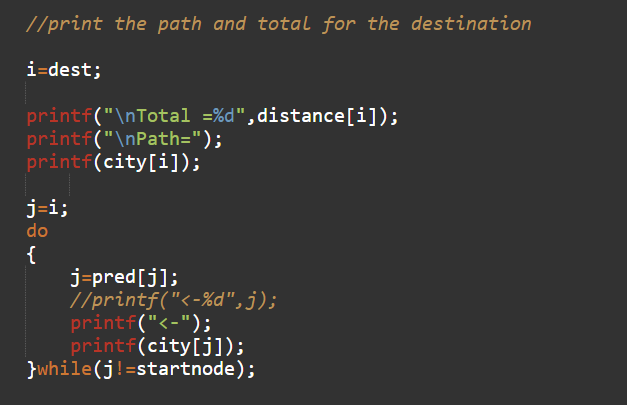 //print the path and total for the destination
i=dest;
printf("\nTotal =%d",distance[i]);
printf("\nPath=");
printf(city[i]);
j=i;
do
{
j=pred[j];
//printf("<-%d",j);
printf("<-");
printf(city[j]);
}while(j!=startnode);